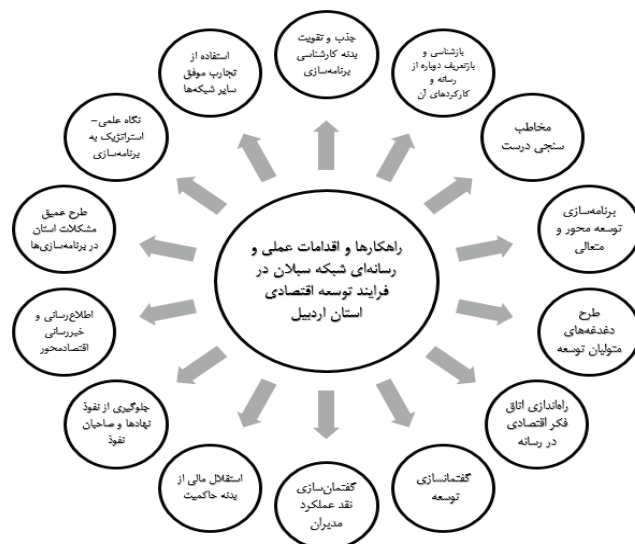 جذب و تقویت
بدنه کارشناسی
برنامه‌سازی
بازشناسی و
بازتعریف دوباره از
رسانه و
کارکردهای آن
مخاطب
سنجی درست
برنامه‌سازی
توسعه محور و
متعالی
طرح
دغدغه‌های
متولیان توسعه
راه‌اندازی اتاق
فکر اقتصادی
در رسانه
گفتمانسازی
توسعه
گفتمان‌سازی
نقد عملکرد
مدیران
استقلال مالی از
بدنه حاکمیت
جلوگیری از نفوذ
نهادها و صاحبان
نفوذ
اطلاع‌رسانی و
خبررسانی
اقتصادمحور
طرح عمیق
مشکلات استان
در برنامه‌سازی‌ها
نگاه علمی-
استراتژیک به
برنامه‌سازی
استفاده از
تجارب موفق
سایر شبکه‌ها
راهکارها و اقدامات عملی و
رسانه‌ای شبکه سبلان در
فرایند توسعه اقتصادی
استان اردبیل